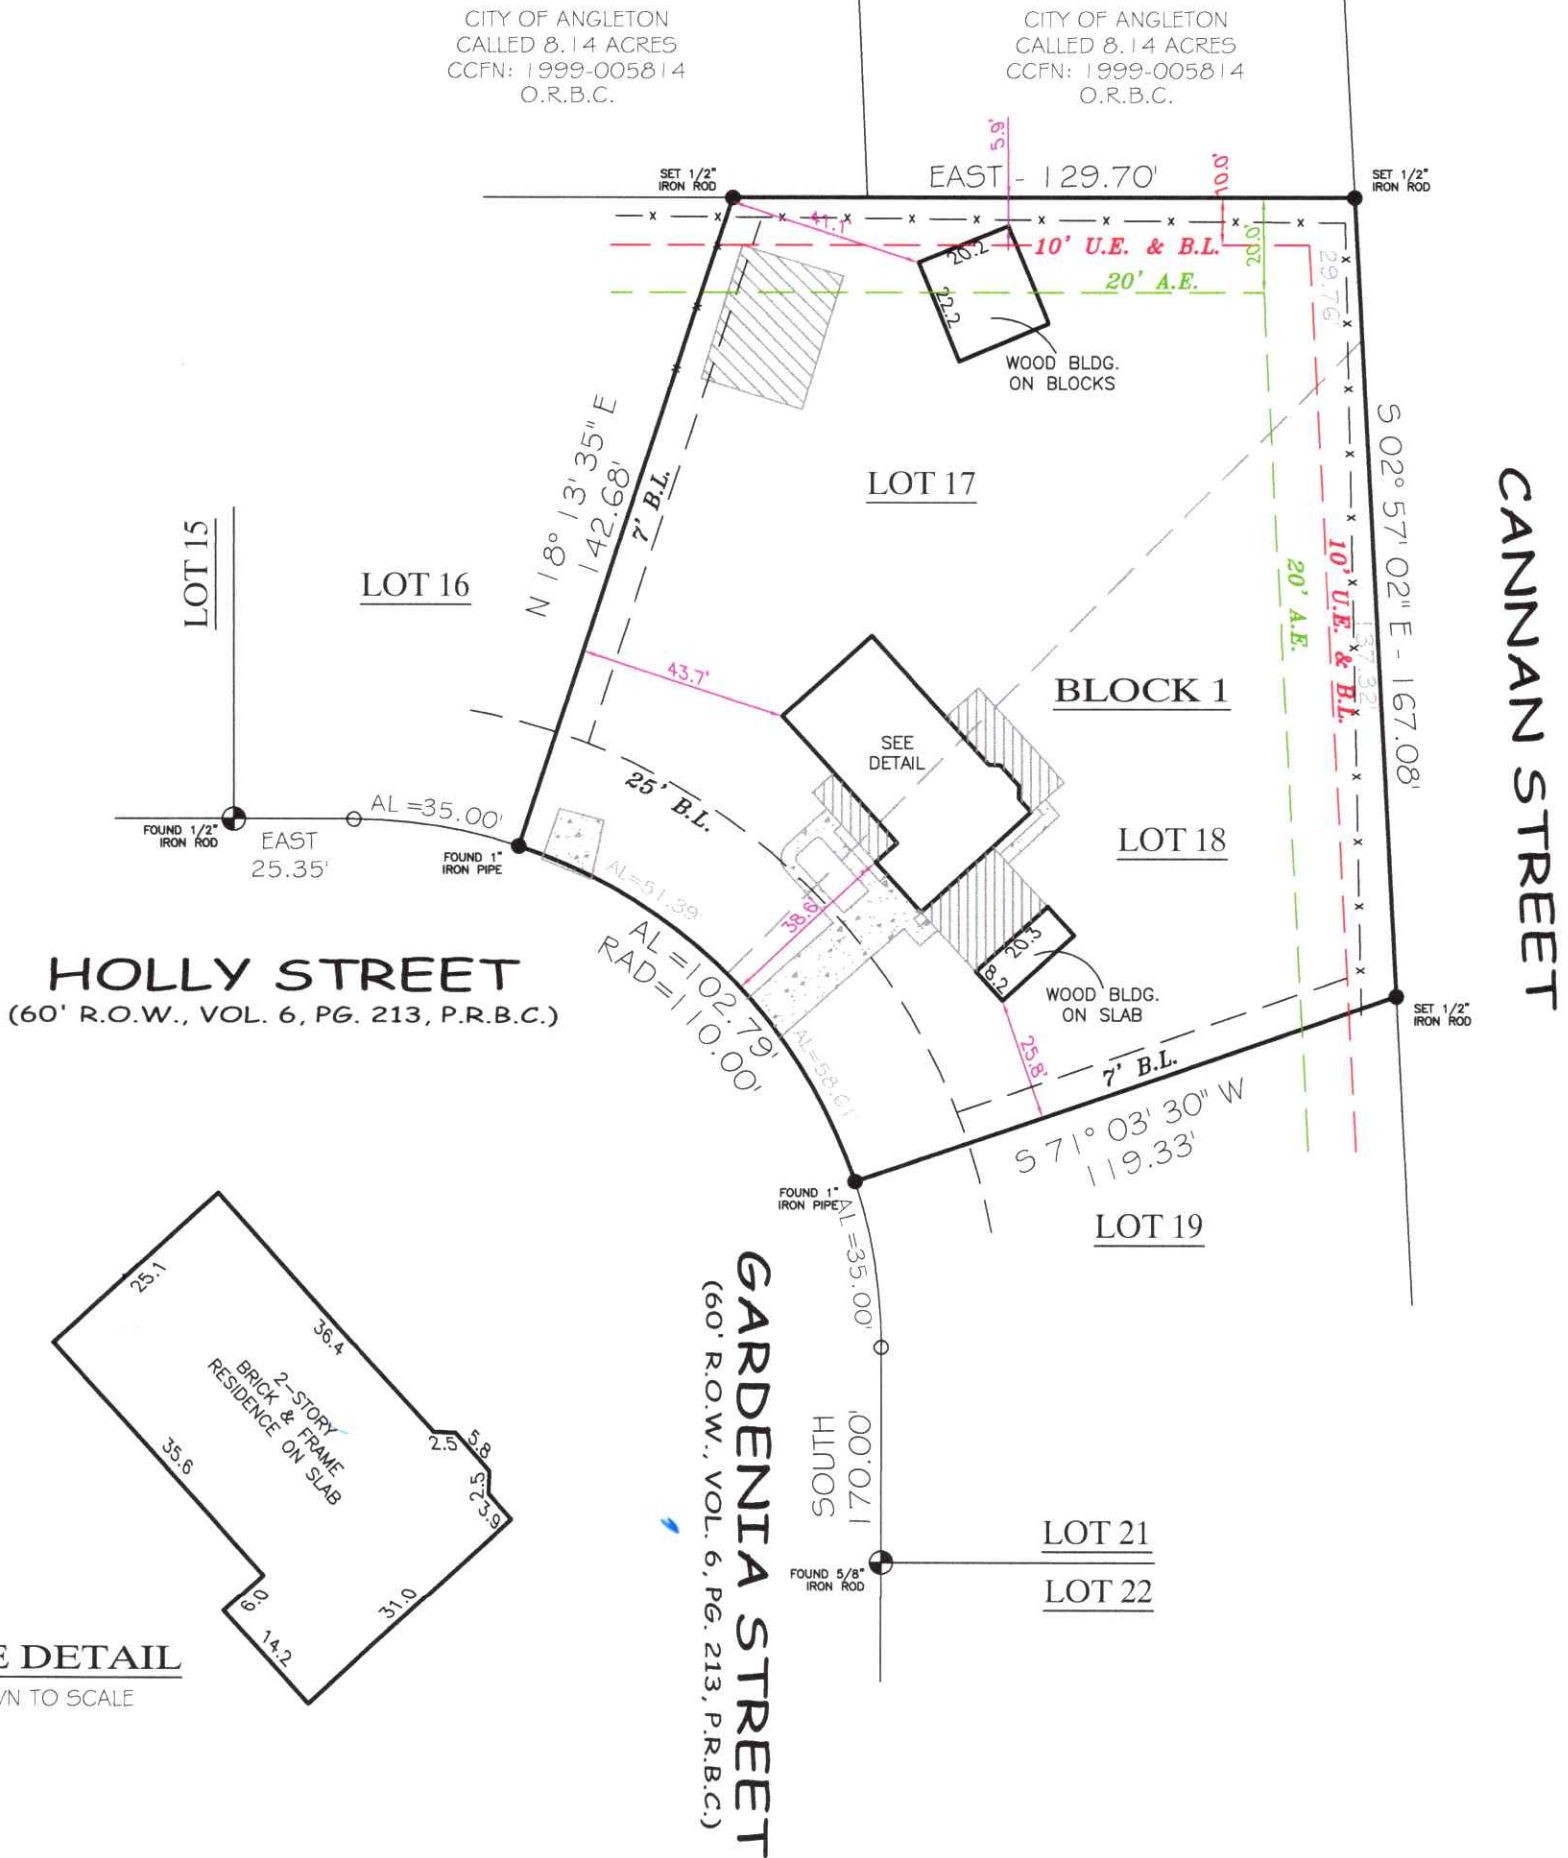 CITY OF ANGLETON
CALLED 8.14 ACRES
CCFN: 1999-005814
O.R.B.C.
CITY OF ANGLETON
CALLED 8.14 ACRES
CCFN: 1999-005814
O.R.B.C.
5.9'
SET 1/2"
IRON ROD
EAST - 129.70'
10.0'
SET 1/2"
IRON ROD
41.1'
20.2
22.2
10' U.E. & B.L.
20.0'
20' A.E.
29.76'
WOOD BLDG.
ON BLOCKS
N 18° 13' 35" E
142.68'
7' B.L.
LOT 17
S 02° 57' 02" E - 167.08'
CANNAN STREET
LOT 15
LOT 16
10' U.E. & B.L.
20' A.E.
137.32'
43.7'
BLOCK 1
SEE
DETAIL
25' B.L.
AL =35.00'
FOUND 1/2"
IRON ROD
EAST
25.35'
FOUND 1"
IRON PIPE
LOT 18
AL=51.39'
38.6'
AL =102.79'
RAD=110.00'
AL=58.61'
HOLLY STREET
(60' R.O.W., VOL. 6, PG. 213, P.R.B.C.)
20.3
8.2
WOOD BLDG.
ON SLAB
SET 1/2"
IRON ROD
25.8'
7' B.L.
S 71° 03' 30" W
119.33'
FOUND 1"
IRON PIPE
AL =35.00'
LOT 19
GARDENIA STREET
(60' R.O.W., VOL. 6, PG. 213, P.R.B.C.)
25.1
36.4
2-STORY
BRICK & FRAME
RESIDENCE ON SLAB
2.5
5.8
2.5
3.9
35.6
6.0
31.0
14.2
SOUTH
170.00'
FOUND 5/8"
IRON ROD
LOT 21
LOT 22
E DETAIL
WN TO SCALE